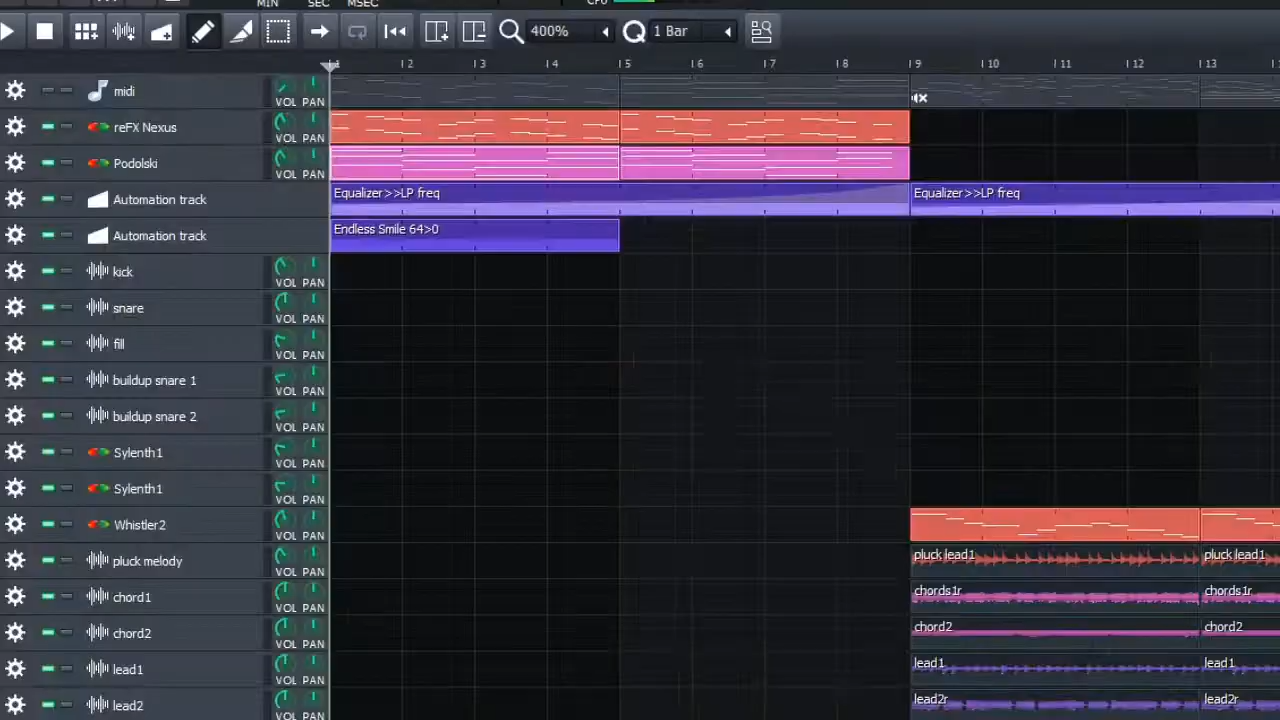 MIN SEC MSEC CPU
400% 1 Bar
1 2 3 4 5 6 7 8 9 10 11 12 13
midi VOL PAN
reFX Nexus VOL PAN
Podolski VOL PAN
Automation track Equalizer>>LP freq Equalizer>>LP freq
Automation track Endless Smile 64>0
kick VOL PAN
snare VOL PAN
fill VOL PAN
buildup snare 1 VOL PAN
buildup snare 2 VOL PAN
Sylenth1 VOL PAN
Sylenth1 VOL PAN
Whistler2 VOL PAN
pluck melody VOL PAN pluck lead1 pluck lead1
chord1 VOL PAN chords1r chords1r
chord2 VOL PAN chord2 chord2
lead1 VOL PAN lead1 lead1
lead2 VOL PAN lead2r lead2r